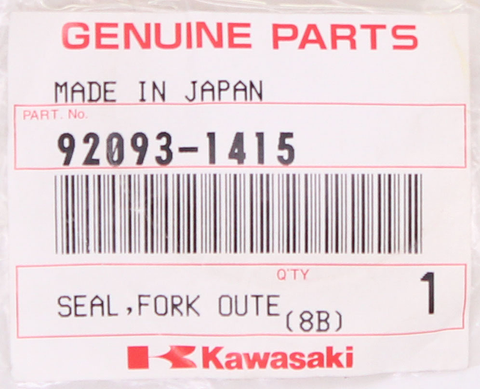 GENUINE PARTS
MADE IN JAPAN
PART. No.
92093-1415
Q'TY
SEAL,FORK OUTE (8B) 1
Kawasaki